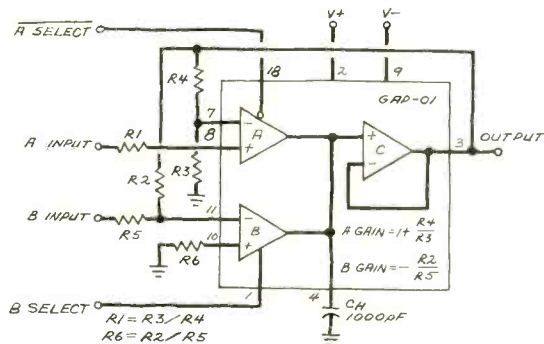 A SELECT
V+
V-
18
2
9
R4
GAP-01
7
A
8
A INPUT
R1
C
3
OUTPUT
R2
R3
B INPUT
R5
11
B
10
R6
A GAIN = 1 + R4/R3
B GAIN = - R2/R5
1
4
B SELECT
CH
1000pF
R1 = R3/R4
R6 = R2/R5